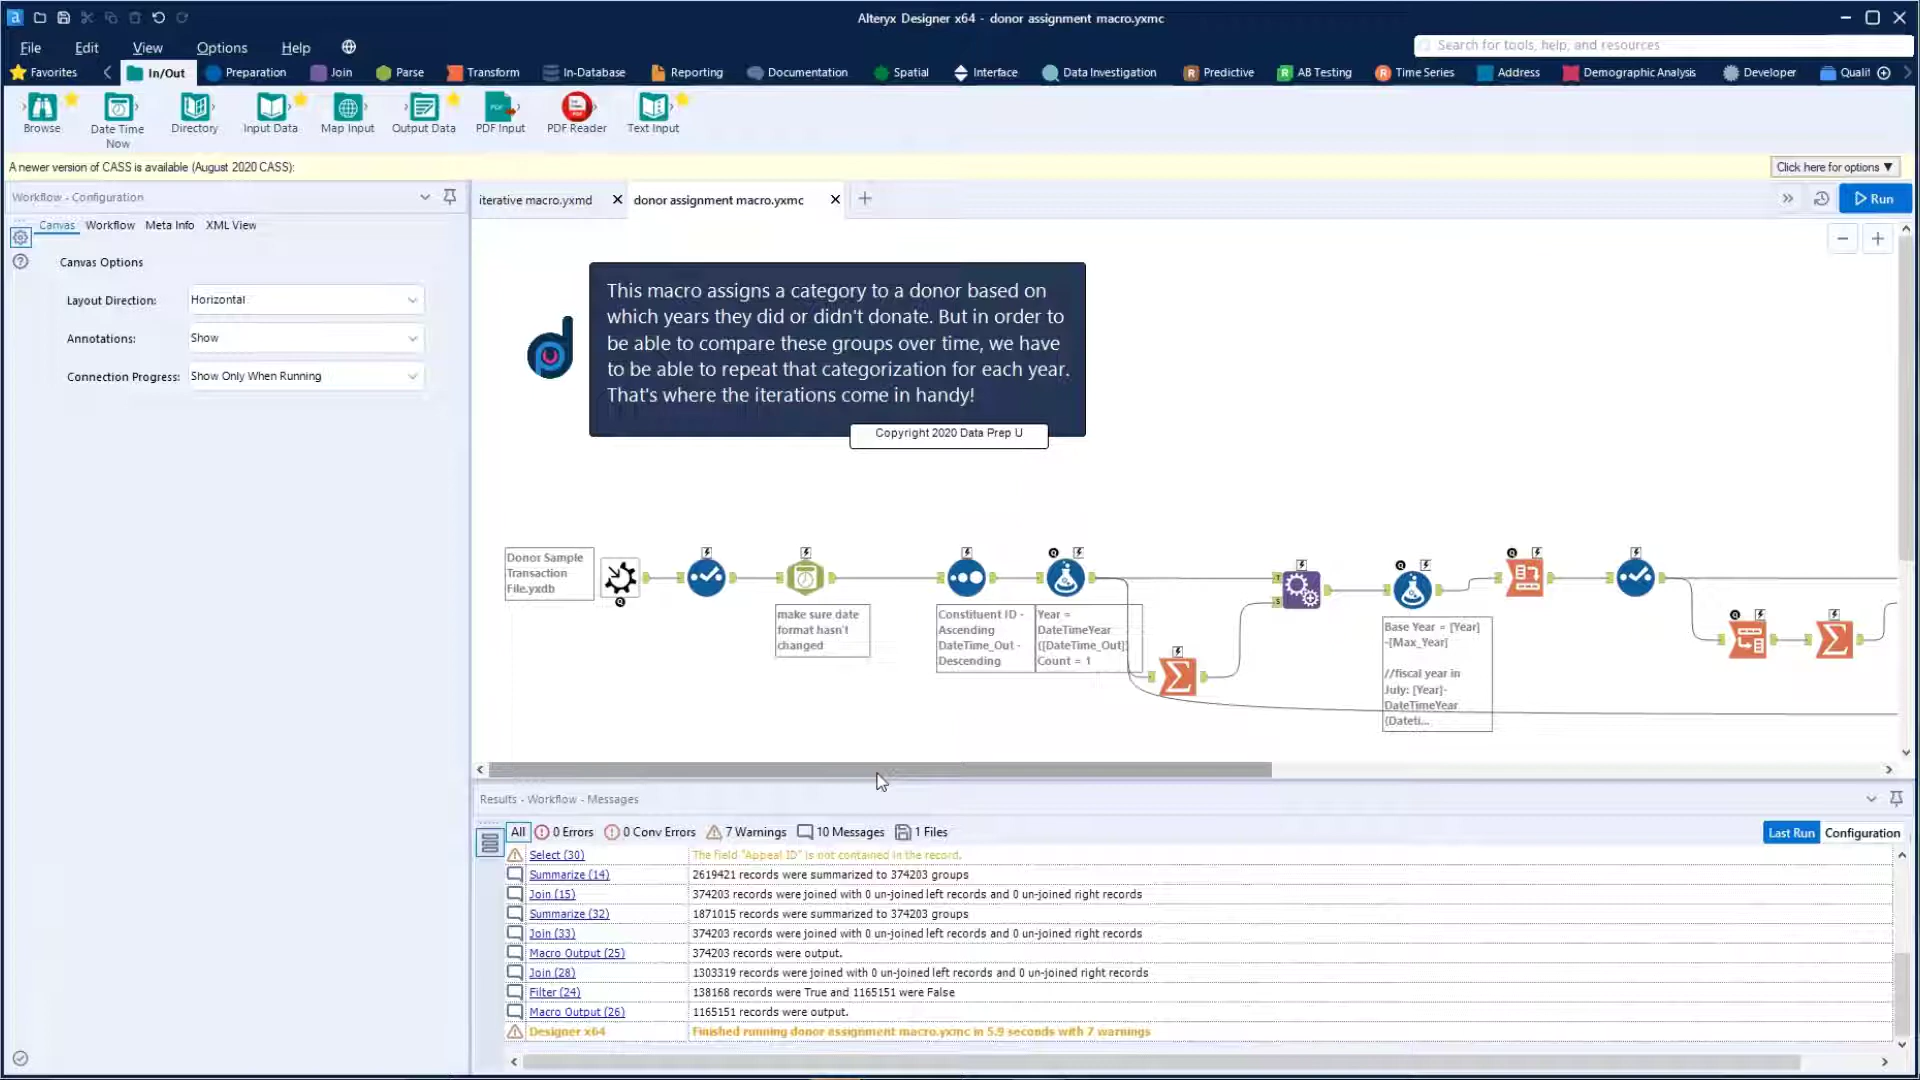 Alteryx Designer x64 - donor assignment macro.yxmc
File Edit View Options Help
Search for tools, help, and resources
Favorites In/Out Preparation Join Parse Transform In-Database Reporting Documentation Spatial Interface Data Investigation Predictive AB Testing Time Series Address Demographic Analysis Developer Qualit
Browse Date Time Now Directory Input Data Map Input Output Data PDF Input PDF Reader Text Input
A newer version of CASS is available (August 2020 CASS):
Click here for options ▼
Workflow - Configuration
iterative macro.yxmd
donor assignment macro.yxmc
Run
Canvas Workflow Meta Info XML View
Canvas Options
Layout Direction: Horizontal
Annotations: Show
Connection Progress: Show Only When Running
This macro assigns a category to a donor based on
which years they did or didn't donate. But in order to
be able to compare these groups over time, we have
to be able to repeat that categorization for each year.
That's where the iterations come in handy!
Copyright 2020 Data Prep U
Donor Sample
Transaction
File.yxdb
make sure date
format hasn't
changed
Constituent ID -
Ascending
DateTime_Out -
Descending
Year =
DateTimeYear
([DateTime_Out])
Count = 1
Base Year = [Year]
-[Max_Year]
//fiscal year in
July: [Year]-
DateTimeYear
(Dateti...
Results - Workflow - Messages
All 0 Errors 0 Conv Errors 7 Warnings 10 Messages 1 Files
Last Run Configuration
Select (30) The field "Appeal ID" is not contained in the record.
Summarize (14) 2619421 records were summarized to 374203 groups
Join (15) 374203 records were joined with 0 un-joined left records and 0 un-joined right records
Summarize (32) 1871015 records were summarized to 374203 groups
Join (33) 374203 records were joined with 0 un-joined left records and 0 un-joined right records
Macro Output (25) 374203 records were output.
Join (28) 1303319 records were joined with 0 un-joined left records and 0 un-joined right records
Filter (24) 138168 records were True and 1165151 were False
Macro Output (26) 1165151 records were output.
Designer x64 Finished running donor assignment macro.yxmc in 5.9 seconds with 7 warnings